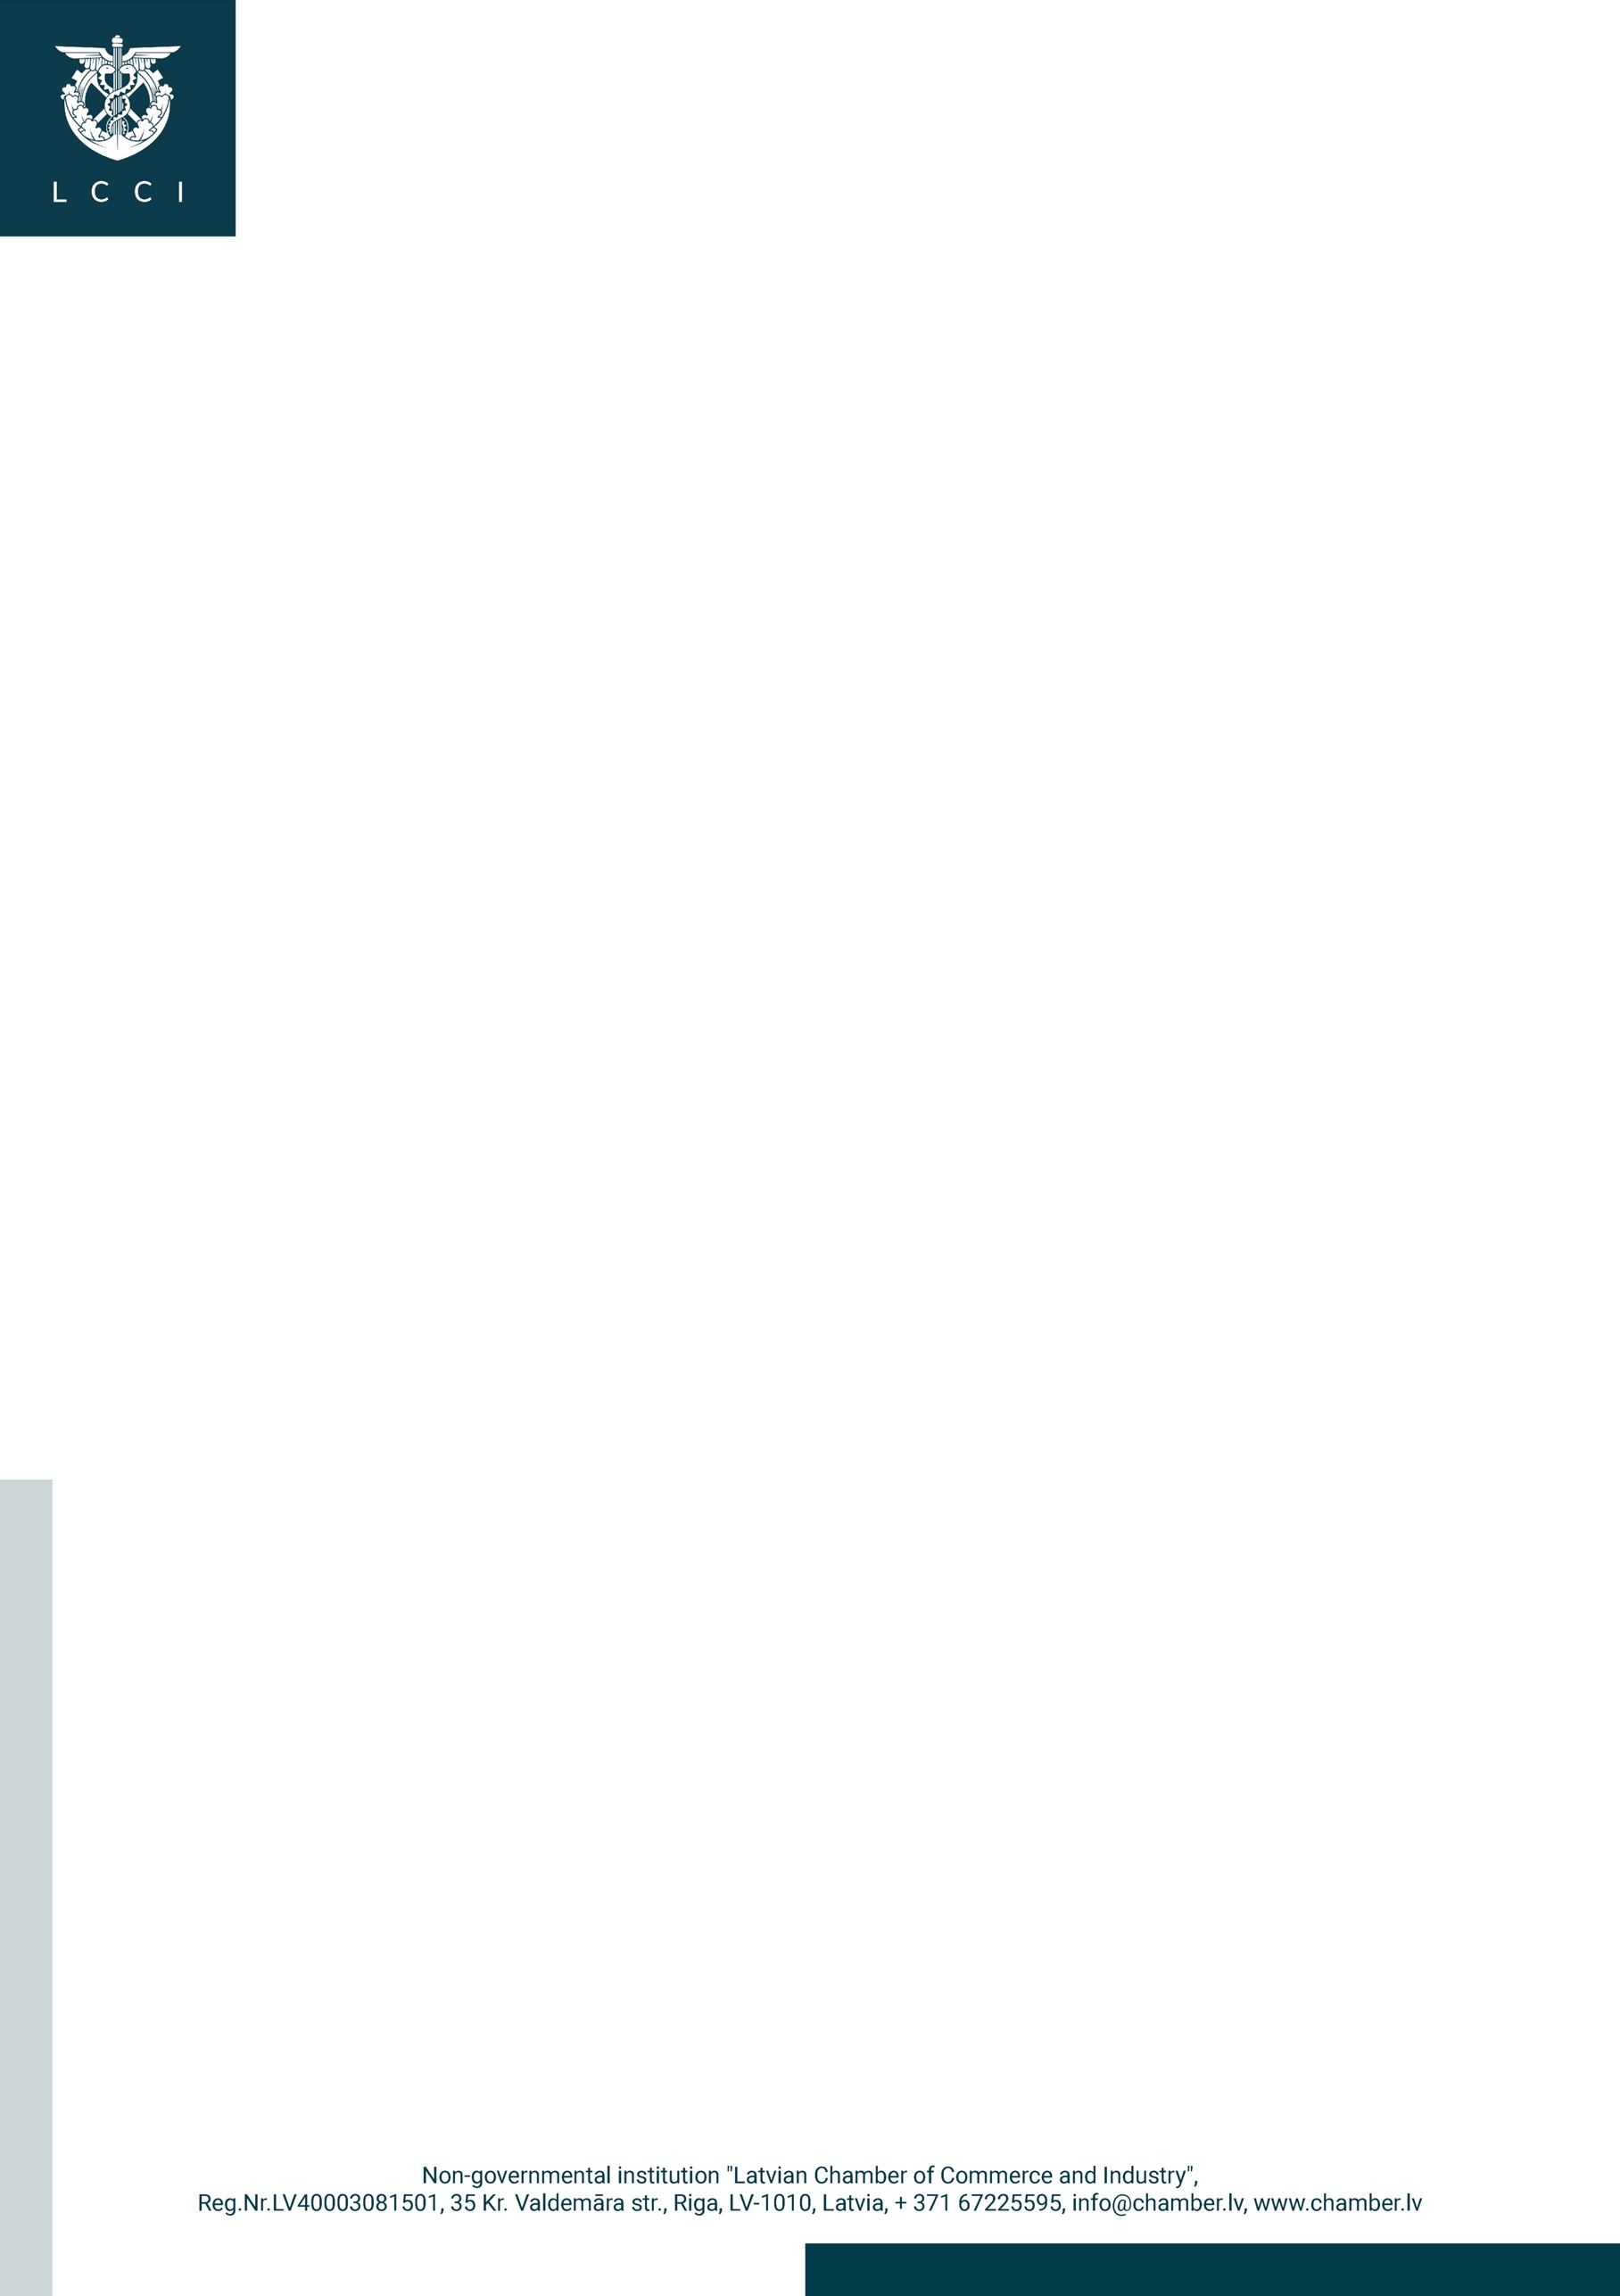 L C C I
Non-governmental institution "Latvian Chamber of Commerce and Industry",
Reg.Nr.LV40003081501, 35 Kr. Valdemāra str., Riga, LV-1010, Latvia, + 371 67225595, info@chamber.lv, www.chamber.lv